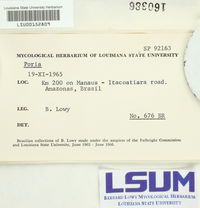 Louisiana State University Herbarium
LSU00152809
160386
SP 92163
MYCOLOGICAL HERBARIUM OF LOUISIANA STATE UNIVERSITY
Poria
19-XI-1965
LOC. Km 200 on Manaus - Itacoatiara road.
Amazonas, Brasil
LEG. B. Lowy
No. 676 BR
Brazilian collections of B. Lowy made under the auspices of the Fulbright Commission
and Louisiana State University, June 1965 - June 1966.
LSUM
BERNARD LOWY MYCOLOGICAL HERBARIUM
LOUISIANA STATE UNIVERSITY